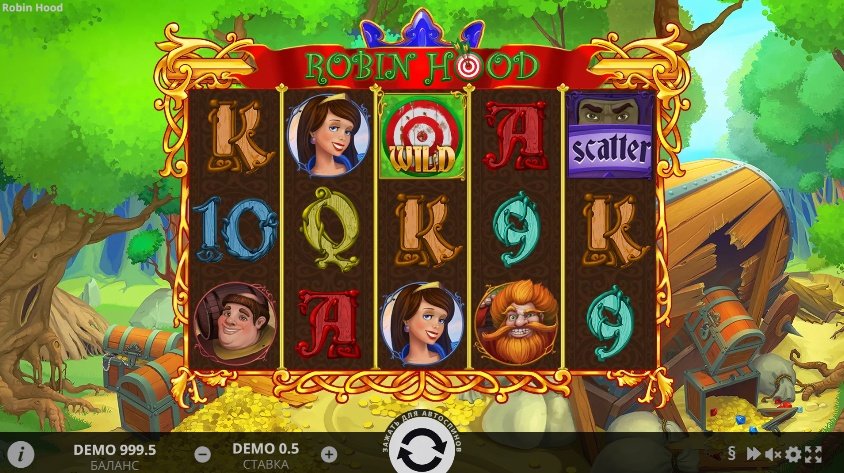 Robin Hood
ROBIN HOOD
K
A
WILD
scatter
10
Q
K
9
K
A
9
ЗАЖАТЬ ДЛЯ АВТОСПИНОВ
DEMO 999.5
БАЛАНС
DEMO 0.5
СТАВКА